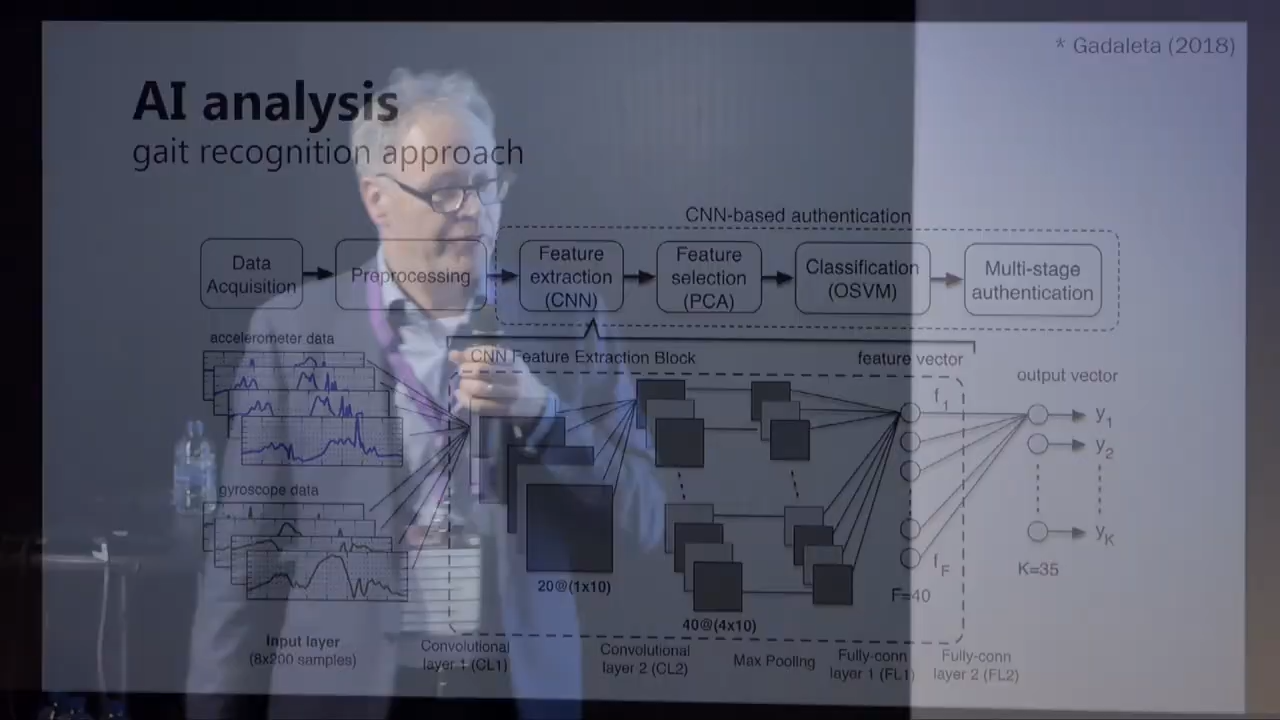 * Gadaleta (2018)
AI analysis
gait recognition approach
CNN-based authentication
Data
Acquisition
Preprocessing
Feature
extraction
(CNN)
Feature
selection
(PCA)
Classification
(OSVM)
Multi-stage
authentication
accelerometer data
CNN Feature Extraction Block
feature vector
output vector
f1
y1
y2
gyroscope data
yK
fF
K=35
20@(1x10)
F=40
40@(4x10)
Input layer
(8x200 samples)
Convolutional
layer 1 (CL1)
Convolutional
layer 2 (CL2)
Max Pooling
Fully-conn
layer 1 (FL1)
Fully-conn
layer 2 (FL2)